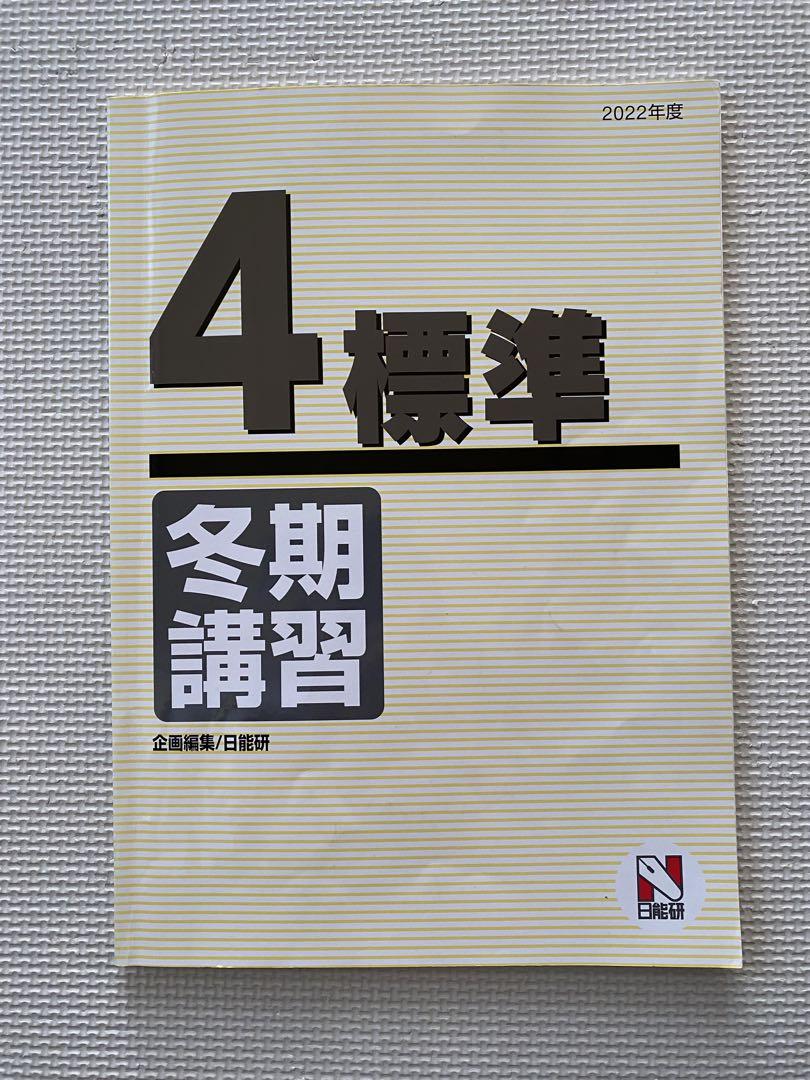 2022年度
4標準
冬期
講習
企画編集/日能研
N
日能研